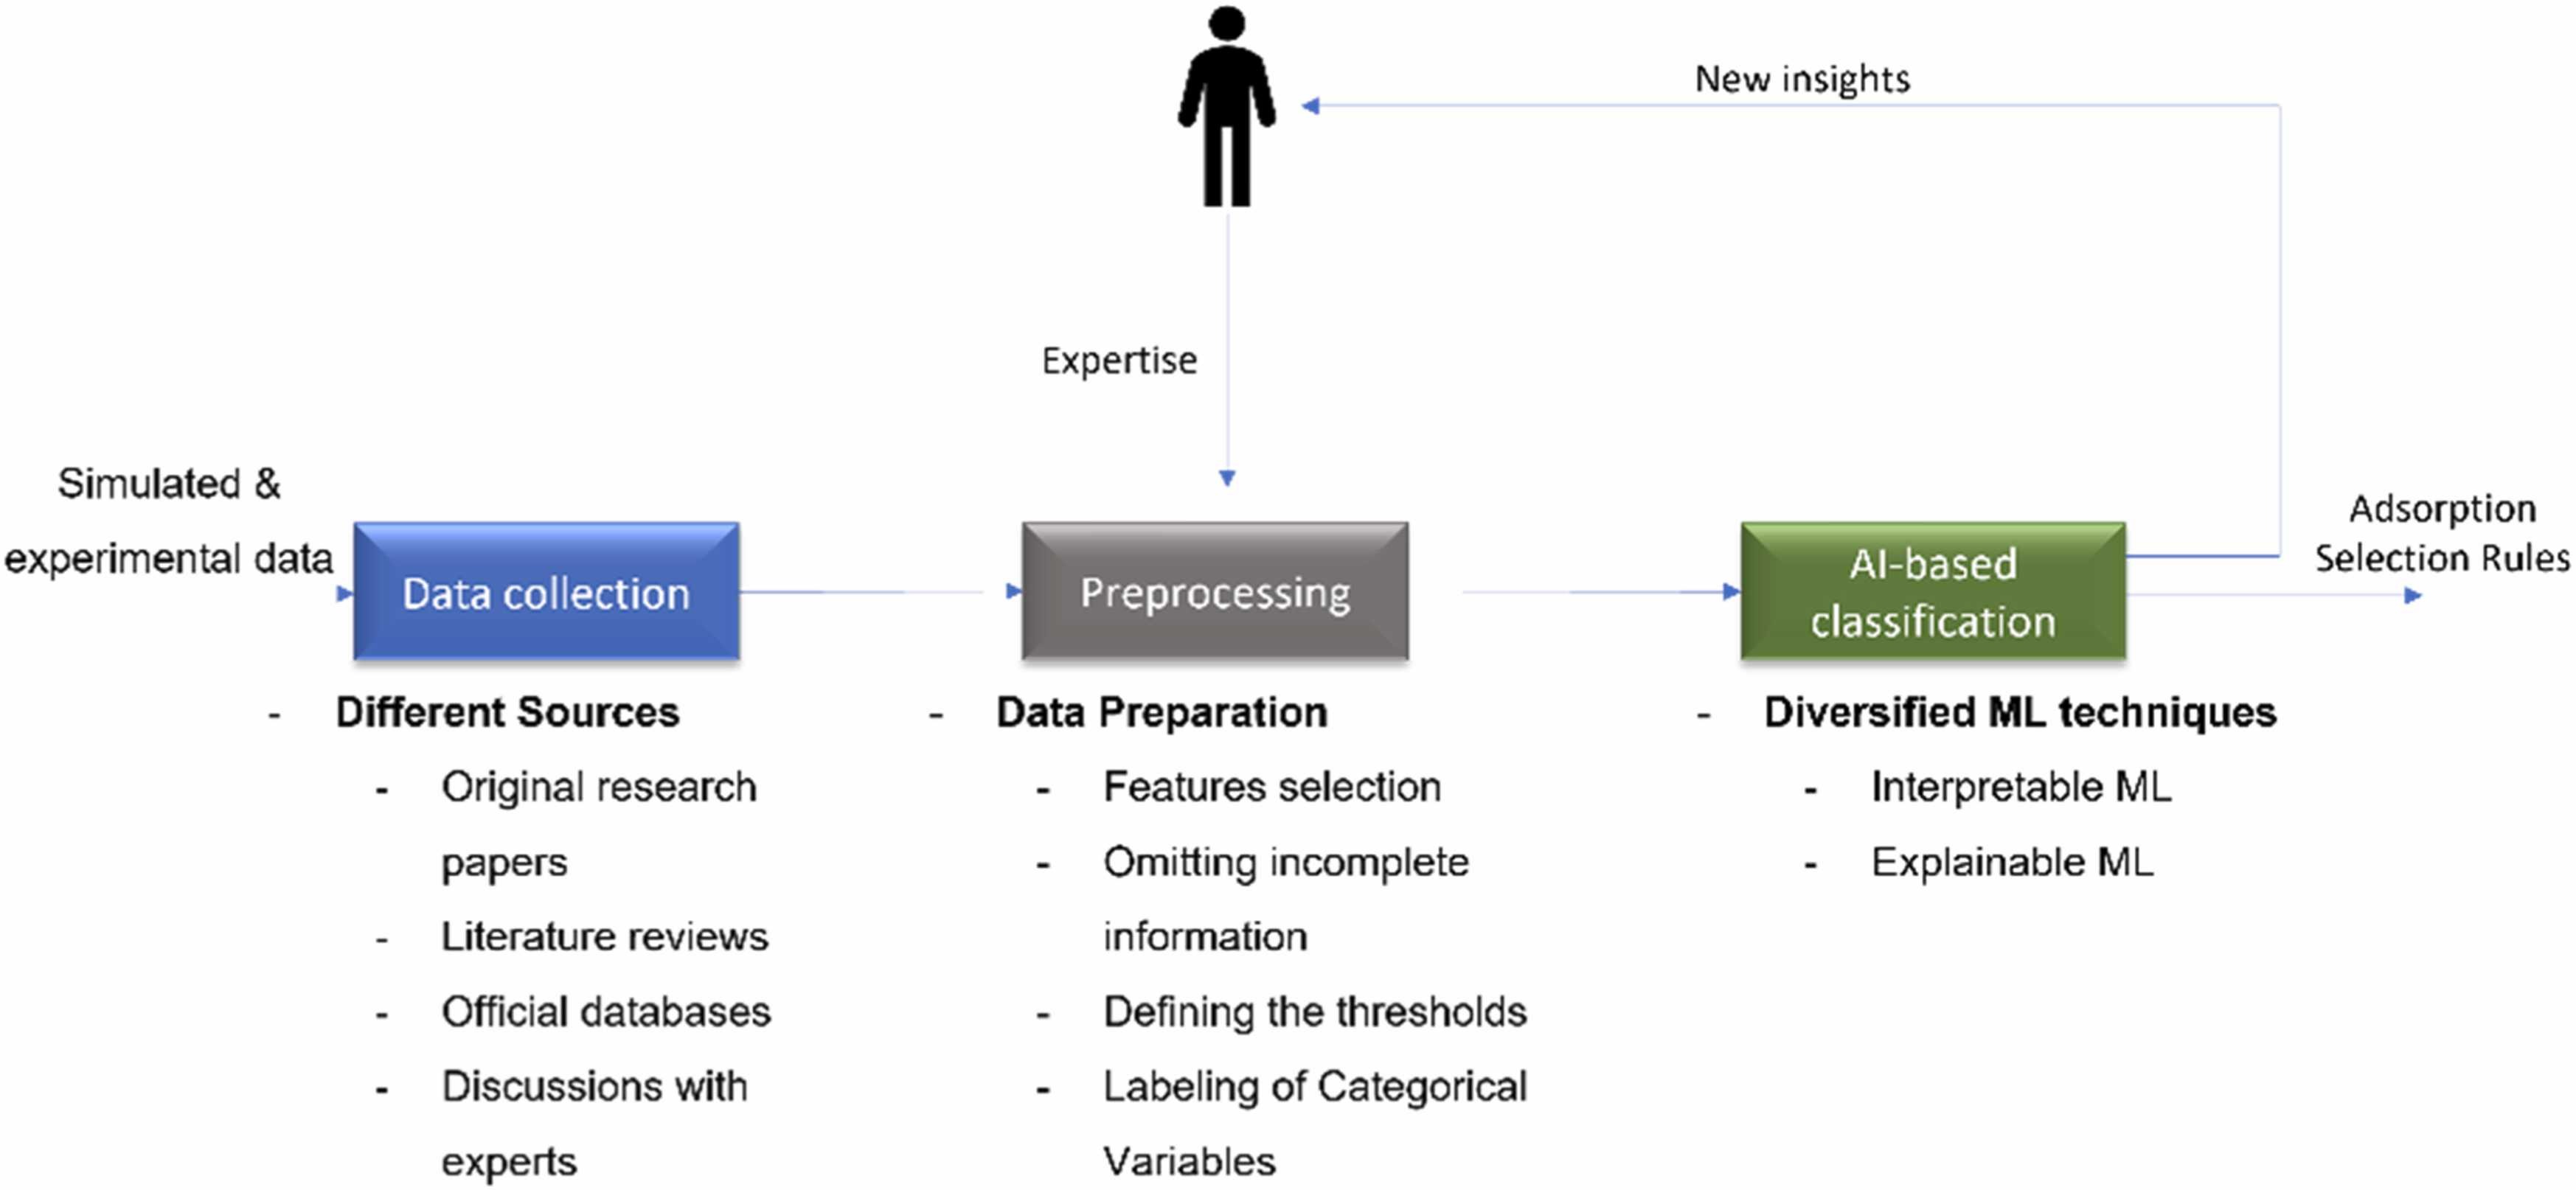 New insights
Expertise
Simulated &
experimental data
Data collection
Preprocessing
AI-based
classification
Adsorption
Selection Rules
- Different Sources
- Original research
papers
- Literature reviews
- Official databases
- Discussions with
experts
- Data Preparation
- Features selection
- Omitting incomplete
information
- Defining the thresholds
- Labeling of Categorical
Variables
- Diversified ML techniques
- Interpretable ML
- Explainable ML